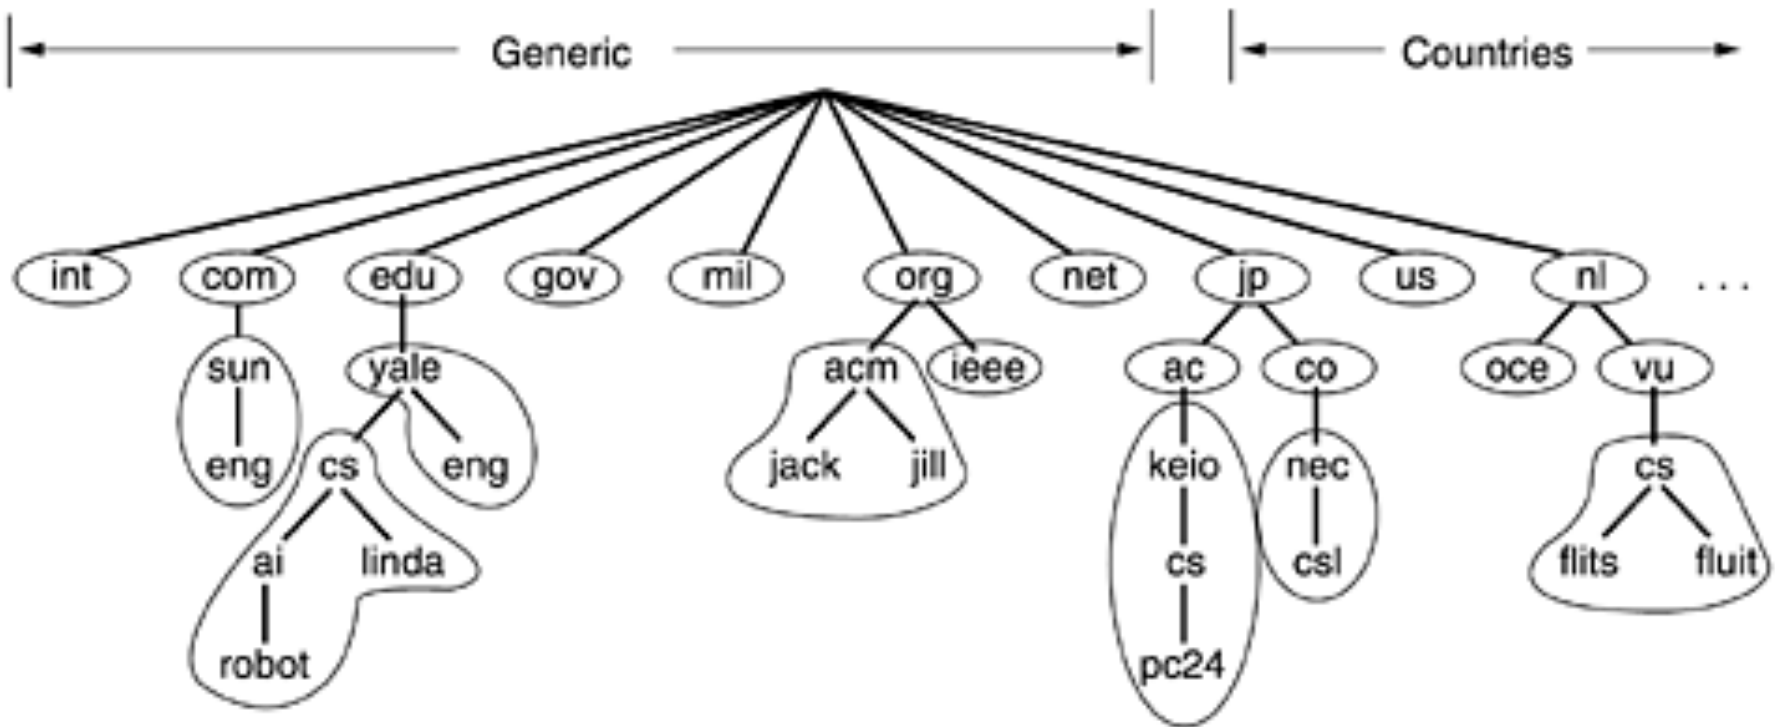 Generic Countries
int com edu gov mil org net jp us nl ...
sun yale acm ieee ac co oce vu
eng cs eng jack jill keio nec cs
ai linda cs csl flits fluit
robot pc24